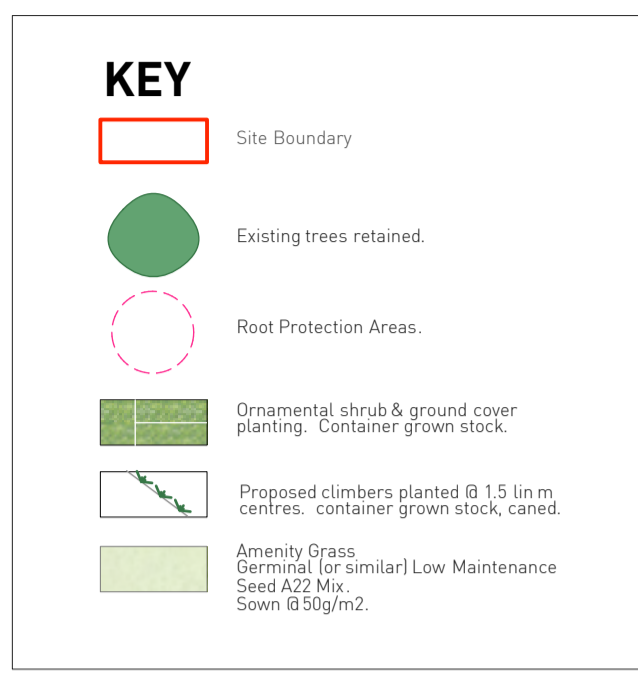 KEY
Site Boundary
Existing trees retained.
Root Protection Areas.
Ornamental shrub & ground cover
planting. Container grown stock.
Proposed climbers planted @ 1.5 lin m
centres. container grown stock, caned.
Amenity Grass
Germinal (or similar) Low Maintenance
Seed A22 Mix.
Sown @ 50g/m2.